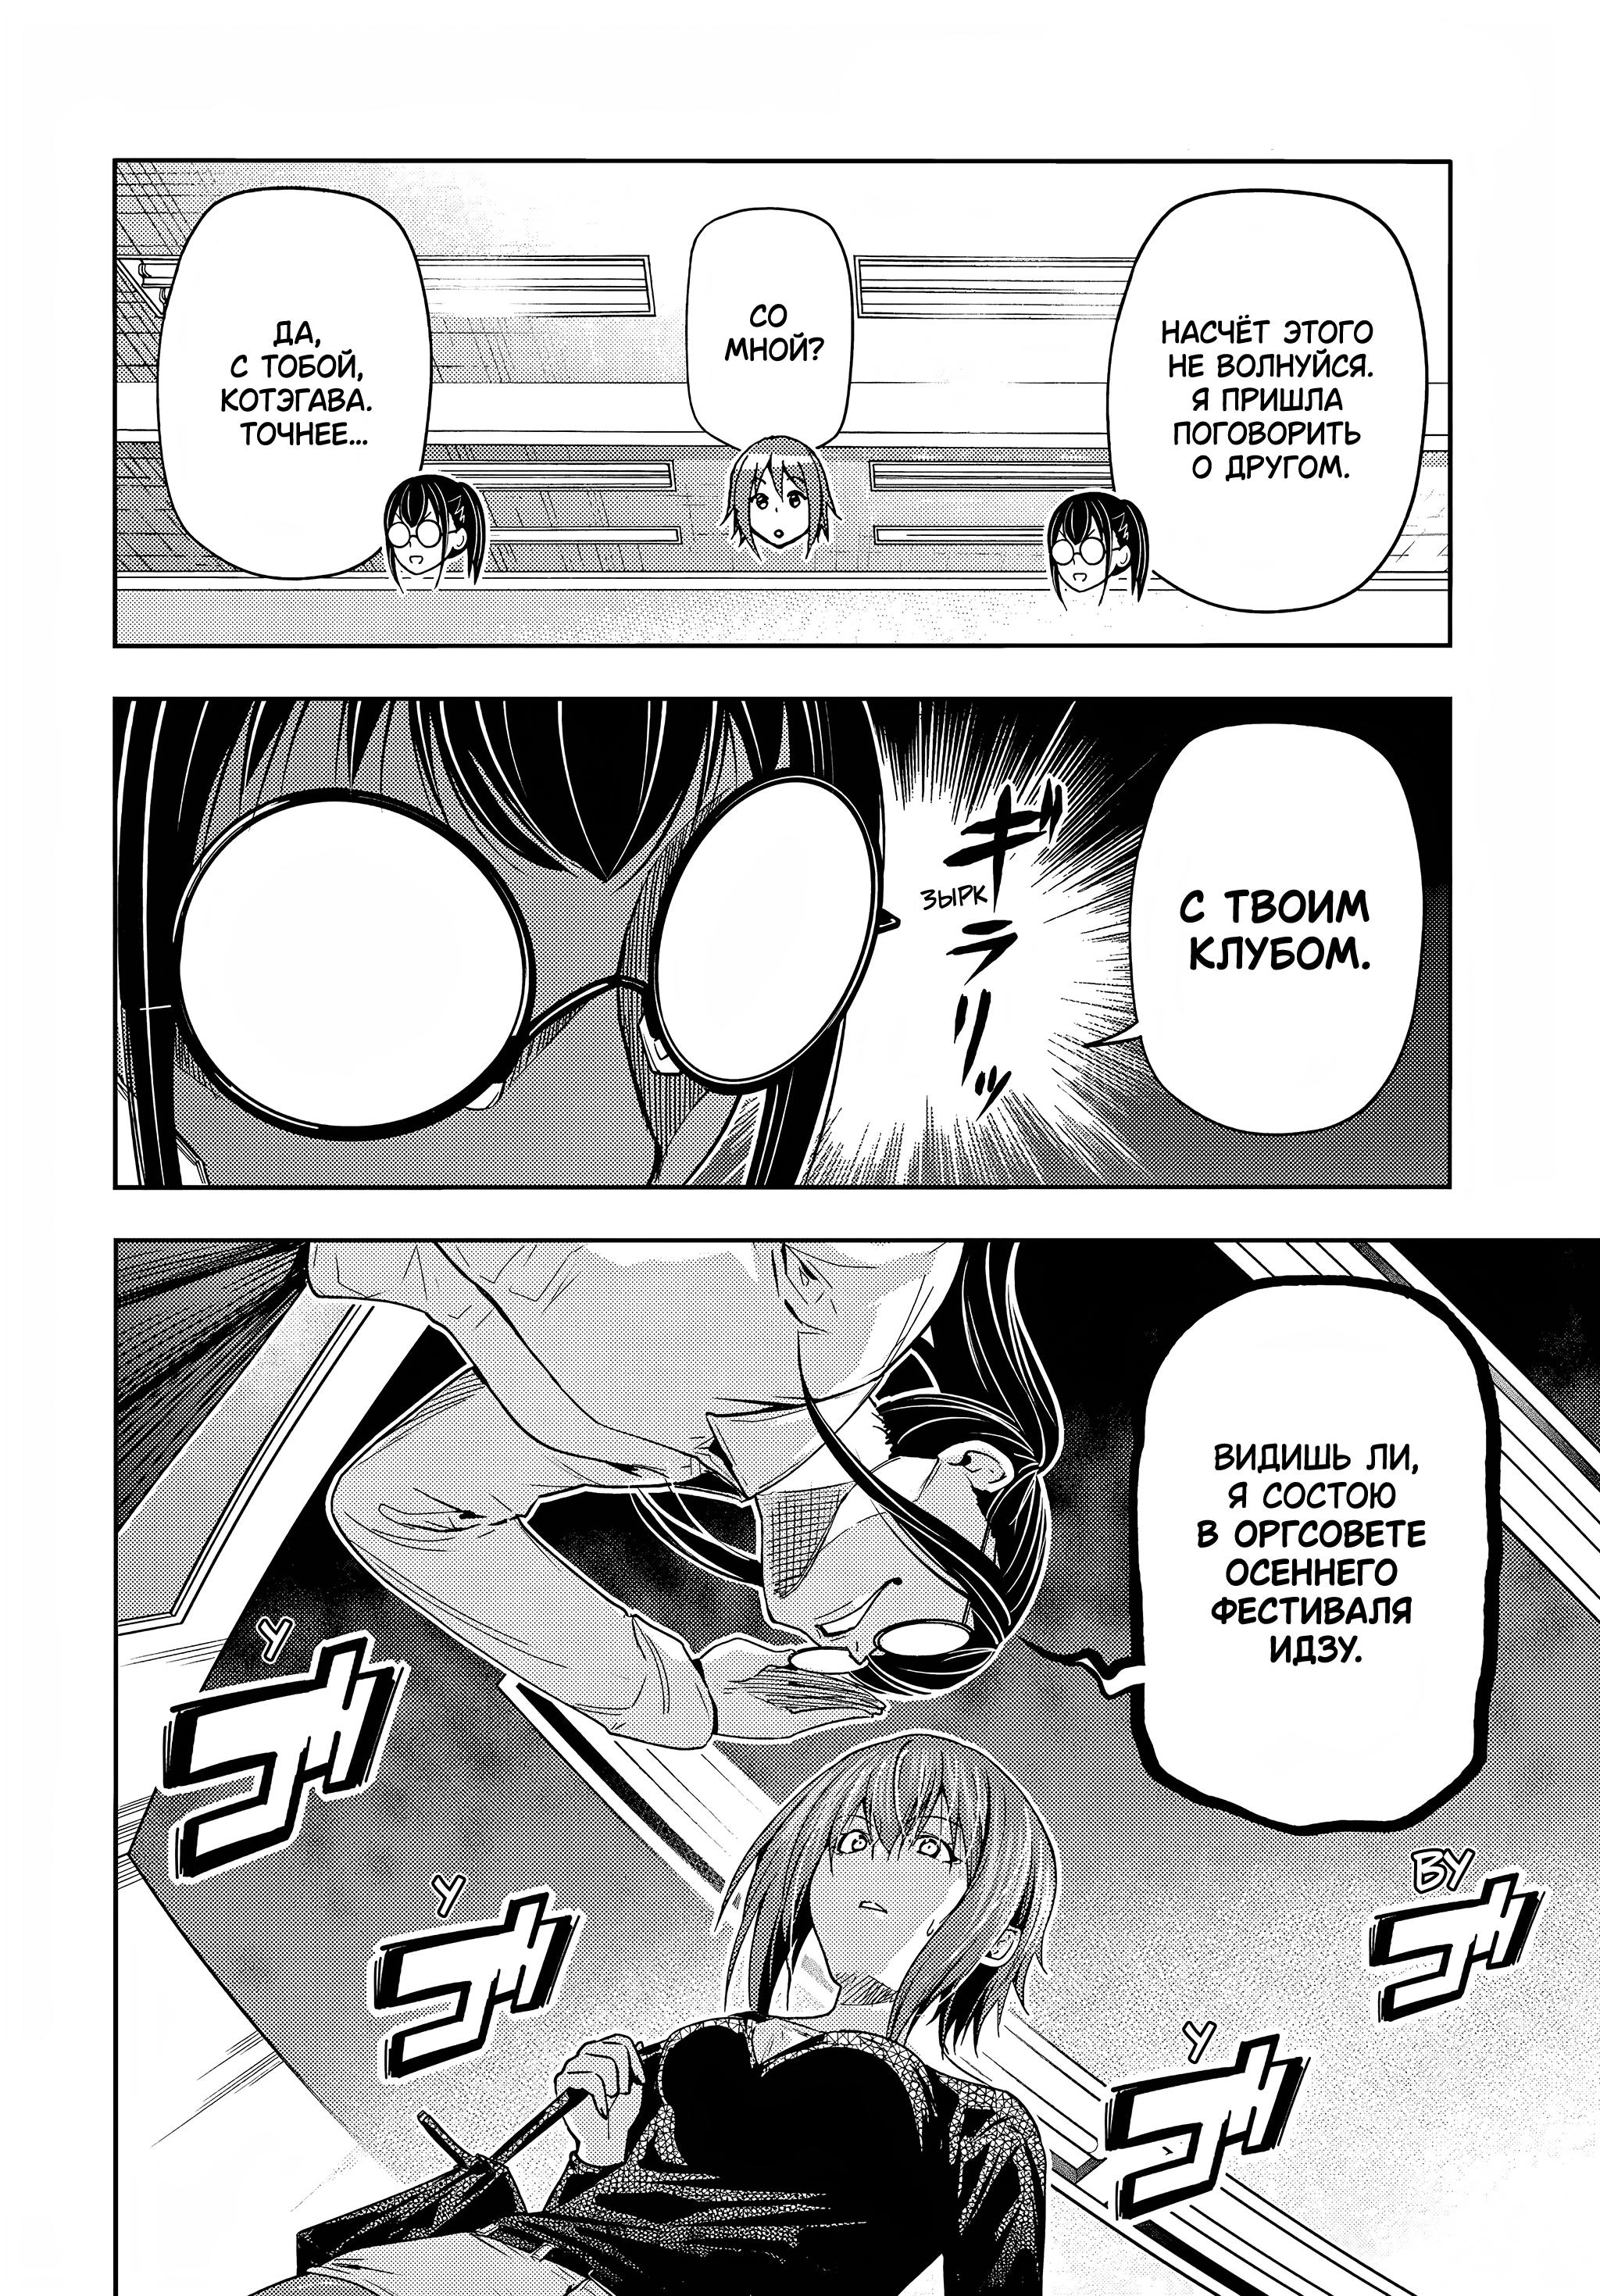 НАСЧЁТ ЭТОГО
НЕ ВОЛНУЙСЯ.
Я ПРИШЛА
ПОГОВОРИТЬ
О ДРУГОМ.
СО
МНОЙ?
ДА,
С ТОБОЙ,
КОТЭГАВА.
ТОЧНЕЕ...
С ТВОИМ
КЛУБОМ.
ギラリッ
ЗЫРК
ВИДИШЬ ЛИ,
Я СОСТОЮ
В ОРГСОВЕТЕ
ОСЕННЕГО
ФЕСТИВАЛЯ
ИДЗУ.
ВУ
ゴ
У
ゴ
У
ゴ
У
ゴ